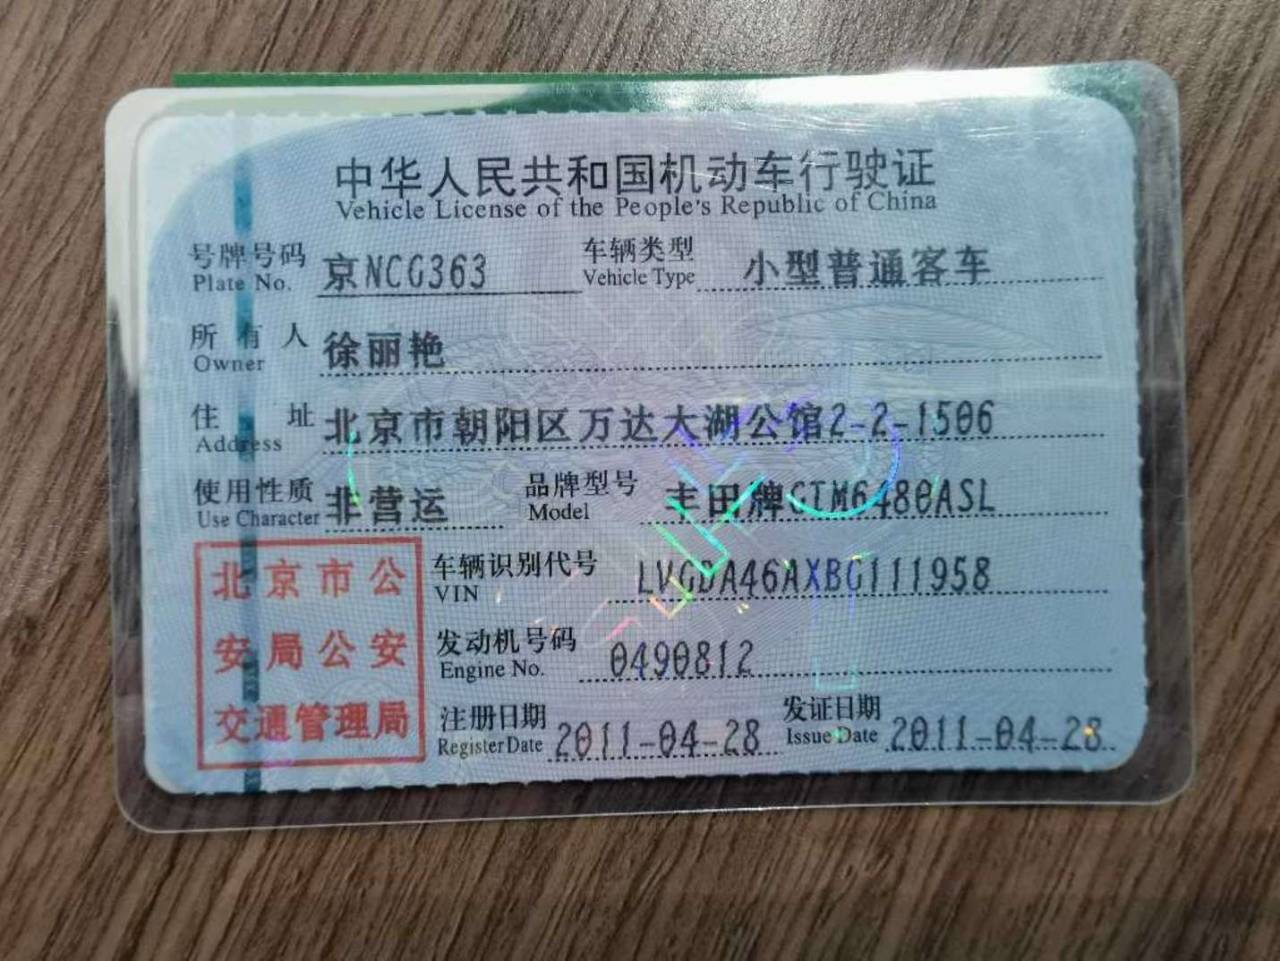 中华人民共和国机动车行驶证
Vehicle License of the People's Republic of China
号牌号码 京NCG363 车辆类型 小型普通客车
Plate No. Vehicle Type
所有人 徐丽艳
Owner
住址 北京市朝阳区万达大湖公馆2-2-1506
Address
使用性质 非营运 品牌型号 丰田牌GTM6480ASL
Use Character Model
北京市公
安局公安
交通管理局
车辆识别代号 LVGDA46AXBG111958
VIN
发动机号码 0490812
Engine No.
注册日期 2011-04-28 发证日期 2011-04-28
Register Date Issue Date